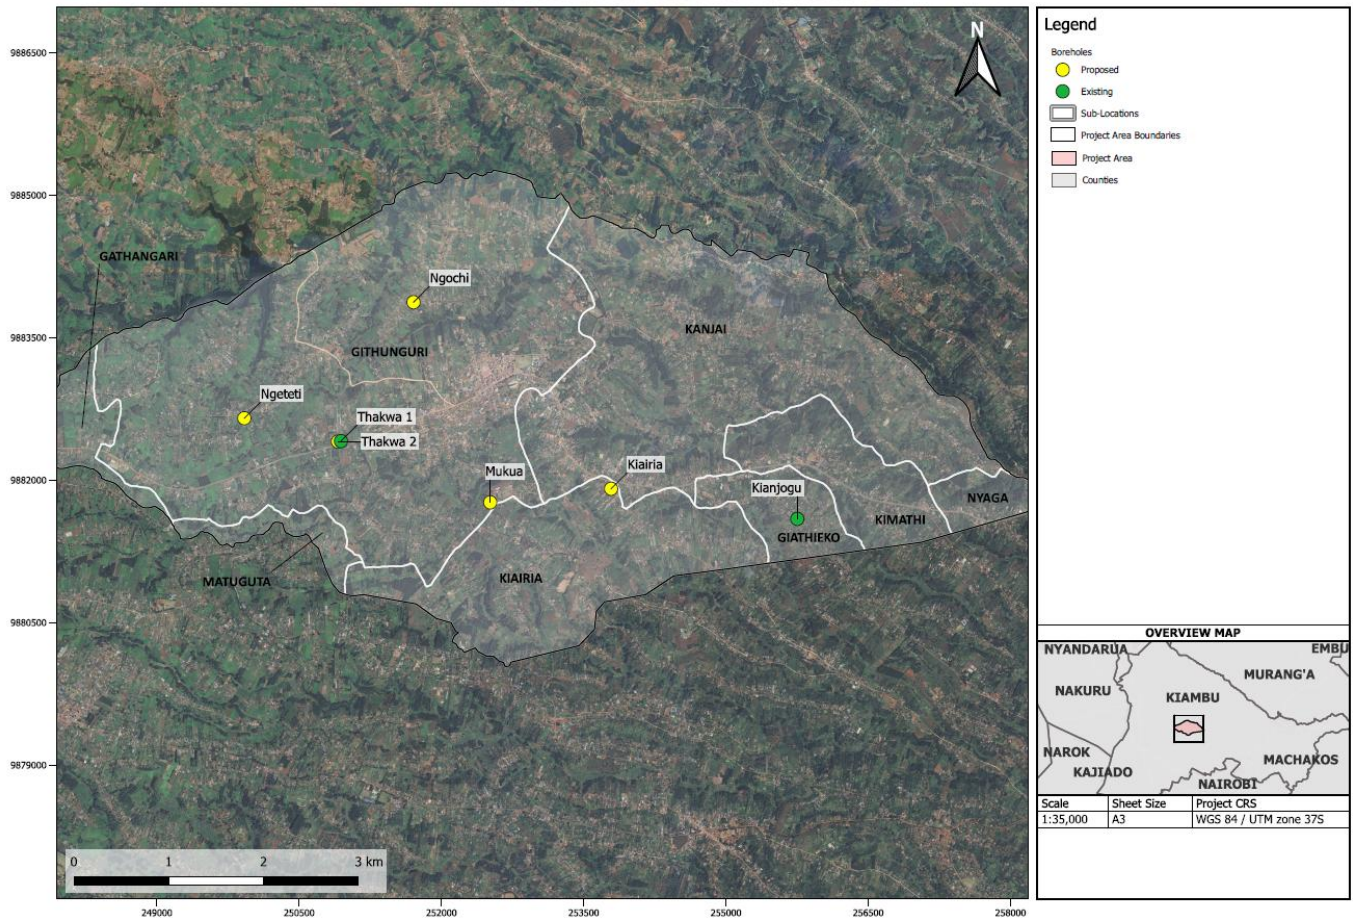 9886500
9885000
9883500
9882000
9880500
9879000
N
GATHANGARI
Ngochi
KANJAI
GITHUNGURI
Ngeteti
Thakwa 1
Thakwa 2
Mukua
Kiairia
Kianjogu
NYAGA
KIMATHI
GIATHIEKO
KIAIRIA
MATUGUTA
0 1 2 3 km
249000 250500 252000 253500 255000 256500 258000
Legend
Boreholes
Proposed
Existing
Sub-Locations
Project Area Boundaries
Project Area
Counties
OVERVIEW MAP
NYANDARUA
EMBU
MURANG'A
NAKURU
KIAMBU
NAROK
MACHAKOS
KAJIADO
NAIROBI
Scale Sheet Size Project CRS
1:35,000 A3 WGS 84 / UTM zone 37S